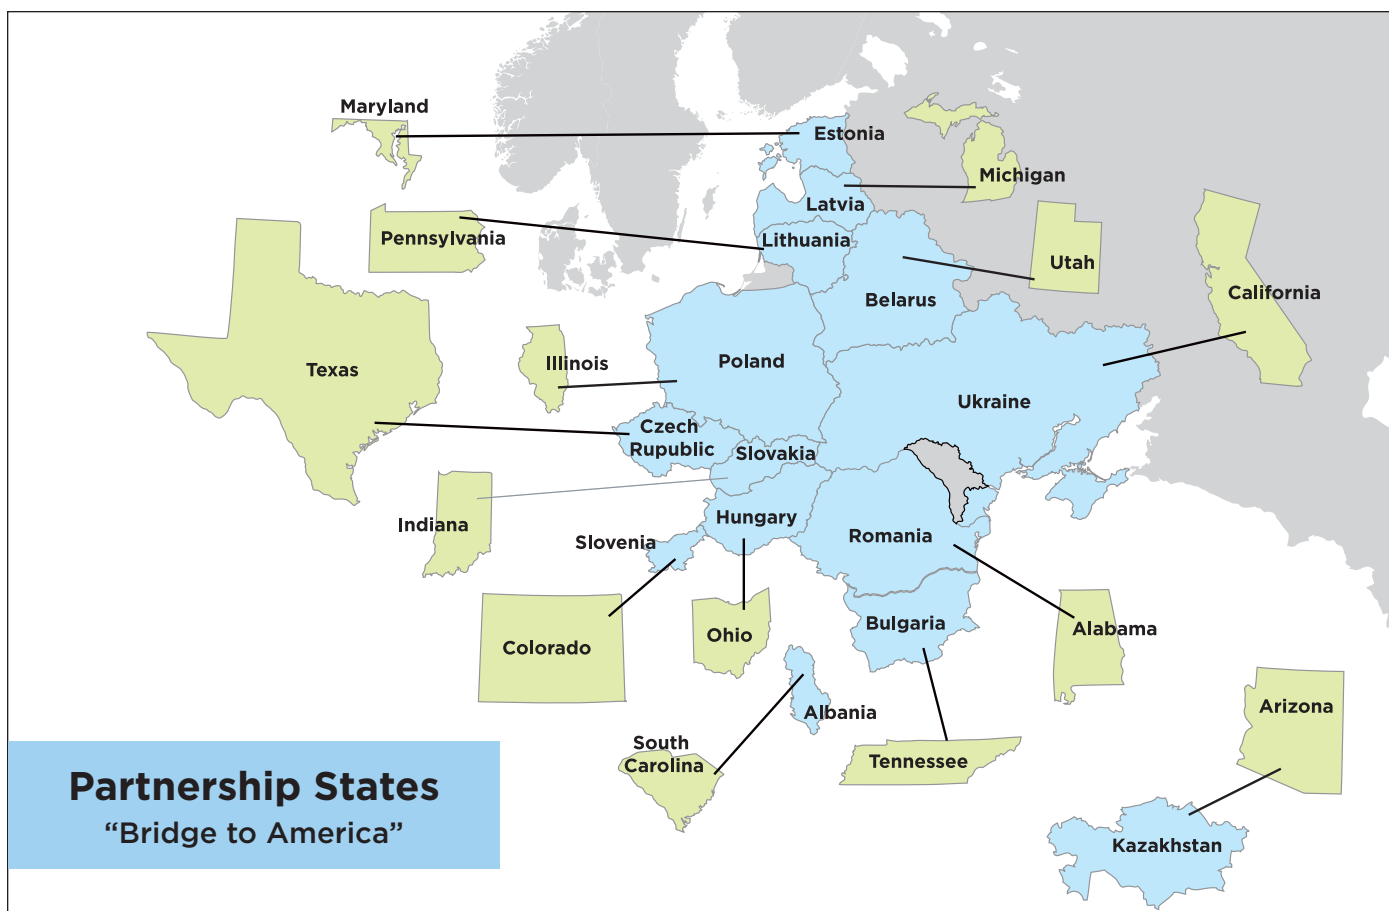 Maryland
Estonia
Michigan
Latvia
Pennsylvania
Lithuania
Utah
Belarus
California
Texas
Illinois
Poland
Ukraine
Czech
Rupublic
Slovakia
Indiana
Hungary
Slovenia
Romania
Colorado
Ohio
Bulgaria
Alabama
Albania
Arizona
South
Carolina
Tennessee
Kazakhstan
Partnership States
“Bridge to America”